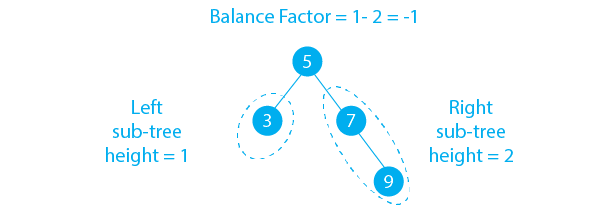 Balance Factor = 1- 2 = -1
5
Left
sub-tree
height = 1
3
7
Right
sub-tree
height = 2
9